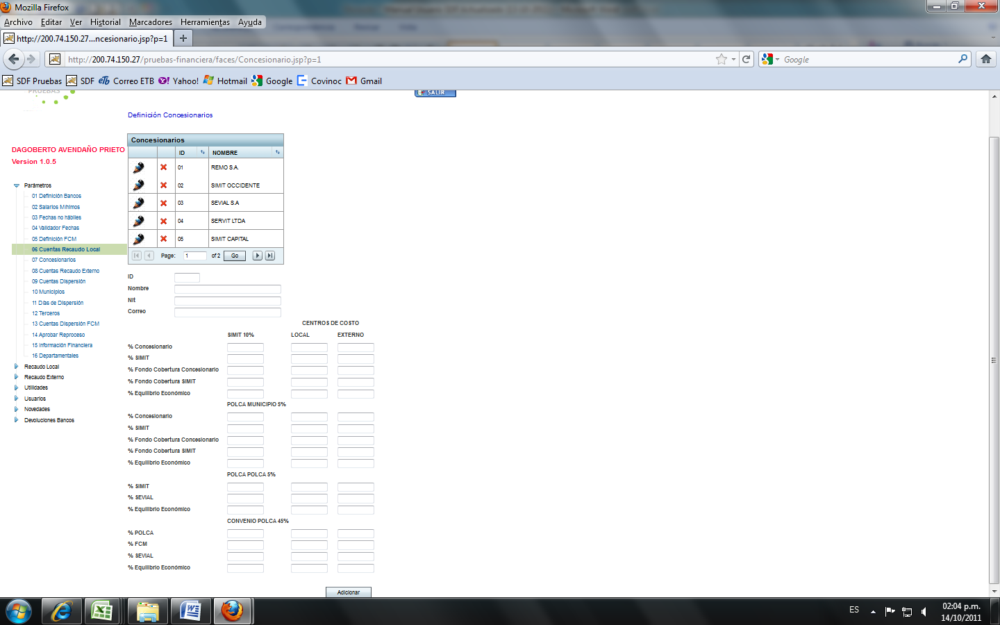 Mozilla Firefox
Archivo Editar Ver Historial Marcadores Herramientas Ayuda
http://200.74.150.27...ncesionario.jsp?p=1
http://200.74.150.27/pruebas-financiera/faces/Concesionario.jsp?p=1
Google
SDF Pruebas SDF Correo ETB Yahoo! Hotmail Google Covinoc Gmail
PRUEBAS
SALIR
Definición Concesionarios
DAGOBERTO AVENDAÑO PRIETO
Version 1.0.5
Parámetros
01 Definición Bancos
02 Salarios Mínimos
03 Fechas no hábiles
04 Validador Fechas
05 Definición FCM
06 Cuentas Recaudo Local
07 Concesionarios
08 Cuentas Recaudo Externo
09 Cuentas Dispersión
10 Municipios
11 Días de Dispersión
12 Terceros
13 Cuentas Dispersión FCM
14 Aprobar Reproceso
15 Información Financiera
16 Departamentales
Recaudo Local
Recaudo Externo
Utilidades
Usuarios
Novedades
Devoluciones Bancos
Concesionarios
ID NOMBRE
01 REMO S.A.
02 SIMIT OCCIDENTE
03 SEVIAL S.A
04 SERVIT LTDA
05 SIMIT CAPITAL
Page: 1 of 2 Go
ID
Nombre
Nit
Correo
CENTROS DE COSTO
SIMIT 10% LOCAL EXTERNO
% Concesionario
% SIMIT
% Fondo Cobertura Concesionario
% Fondo Cobertura SIMIT
% Equilibrio Económico
POLCA MUNICIPIO 5%
% Concesionario
% SIMIT
% Fondo Cobertura Concesionario
% Fondo Cobertura SIMIT
% Equilibrio Económico
POLCA POLCA 5%
% SIMIT
% SEVIAL
% Equilibrio Económico
CONVENIO POLCA 45%
% POLCA
% FCM
% SEVIAL
% Equilibrio Económico
Adicionar
ES
02:04 p.m.
14/10/2011